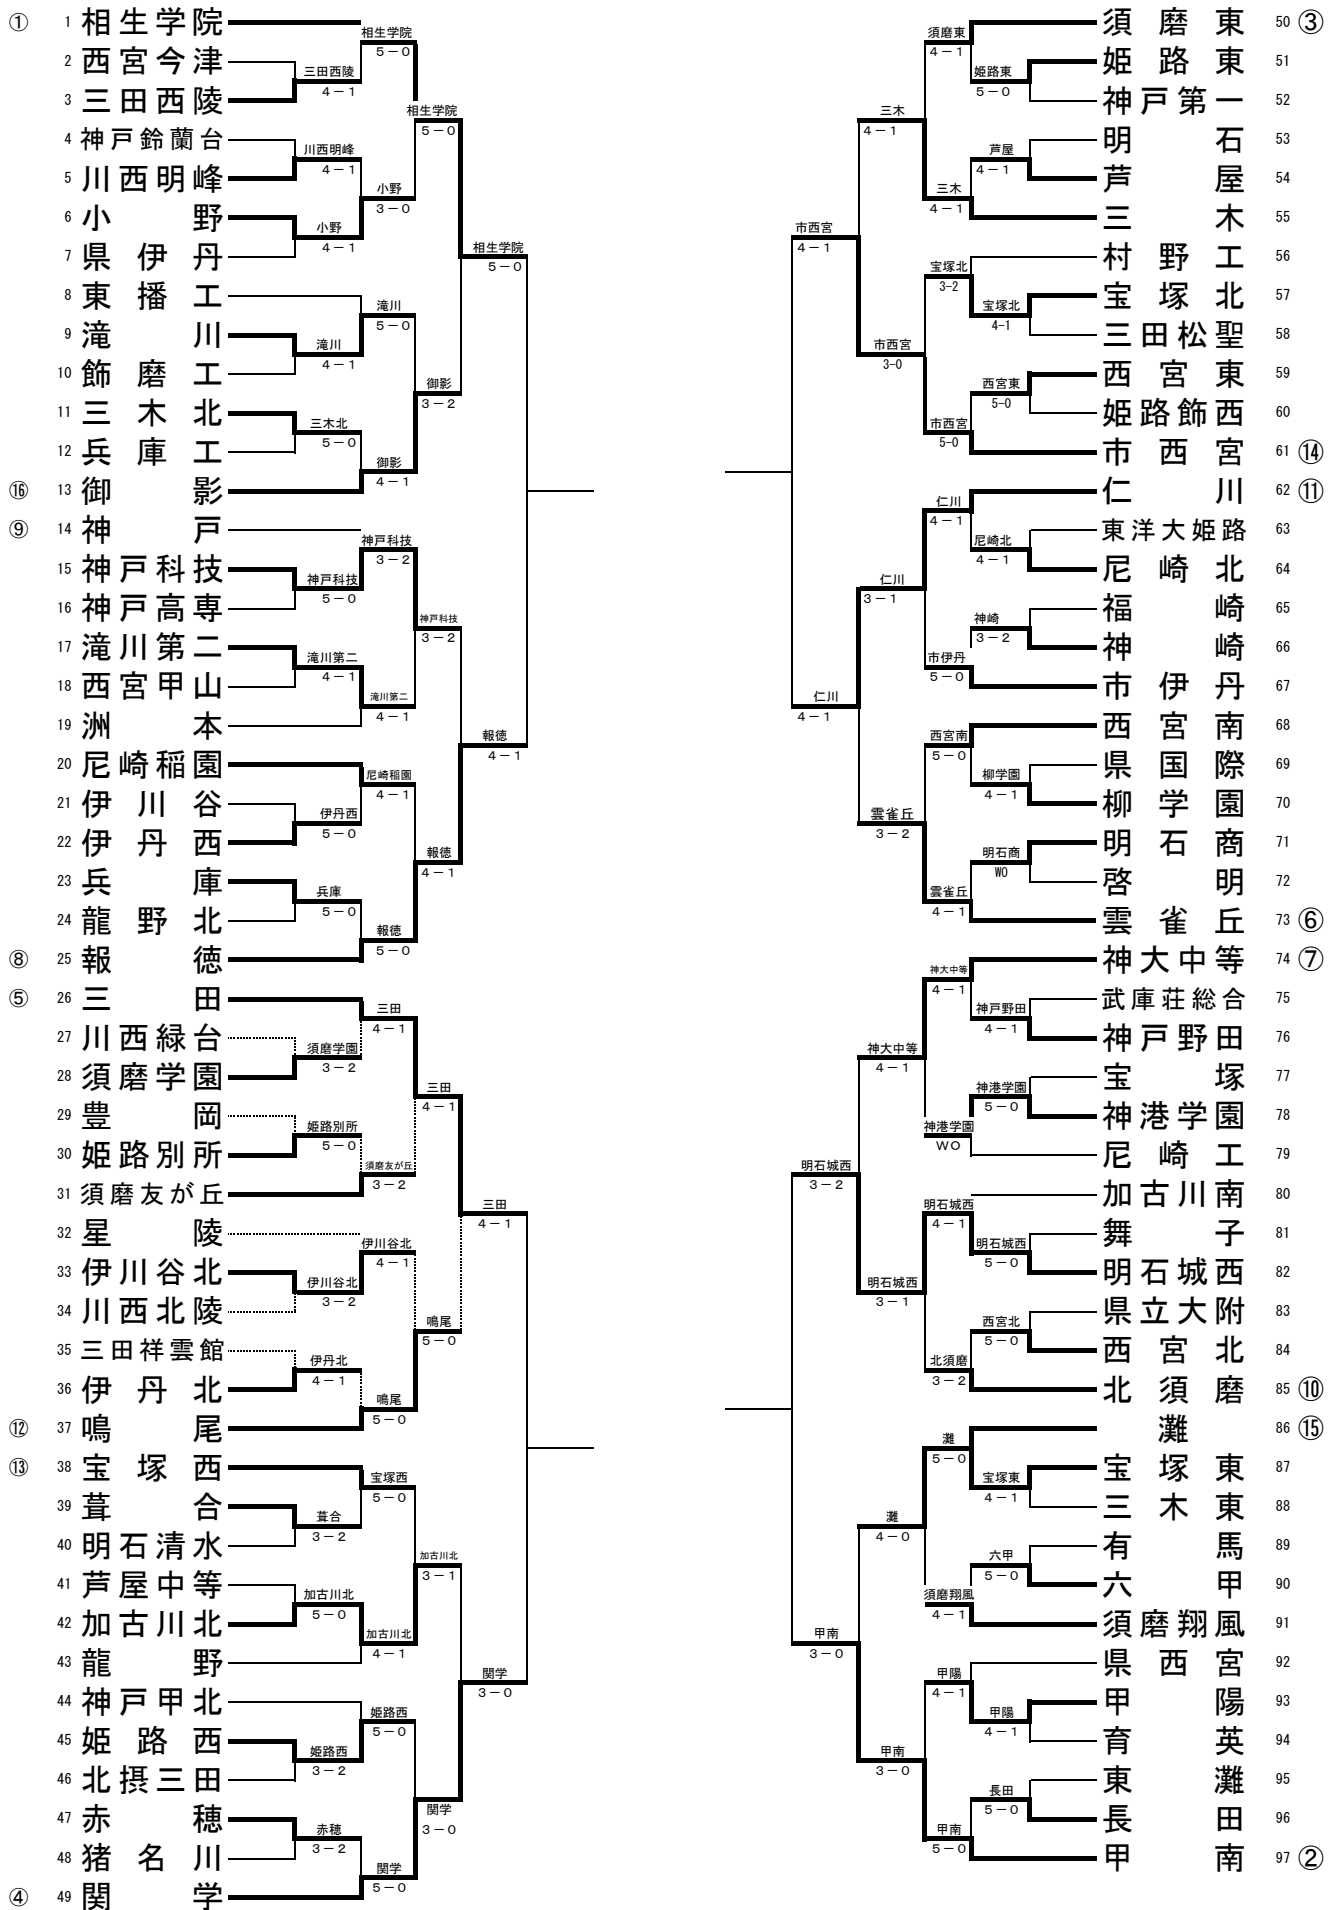 ① 1 相生学院
2 西宮今津
3 三田西陵
4 神戸鈴蘭台
5 川西明峰
6 小野
7 県伊丹
8 東播工
9 滝川
10 飾磨工
11 三木北
12 兵庫工
⑯ 13 御影
⑨ 14 神戸
15 神戸科技
16 神戸高専
17 滝川第二
18 西宮甲山
19 洲本
20 尼崎稲園
21 伊川谷
22 伊丹西
23 兵庫
24 龍野北
⑧ 25 報徳
⑤ 26 三田
27 川西緑台
28 須磨学園
29 豊岡
30 姫路別所
31 須磨友が丘
32 星陵
33 伊川谷北
34 川西北陵
35 三田祥雲館
36 伊丹北
⑫ 37 鳴尾
⑬ 38 宝塚西
39 葺合
40 明石清水
41 芦屋中等
42 加古川北
43 龍野
44 神戸甲北
45 姫路西
46 北摂三田
47 赤穂
48 猪名川
④ 49 関学
三田西陵
4－1
川西明峰
4－1
小野
4－1
滝川
4－1
三木北
5－0
神戸科技
5－0
滝川第二
4－1
伊丹西
5－0
兵庫
5－0
須磨学園
3－2
姫路別所
5－0
伊川谷北
3－2
伊丹北
4－1
葺合
3－2
加古川北
5－0
姫路西
3－2
赤穂
3－2
相生学院
5－0
小野
3－0
滝川
5－0
御影
4－1
神戸科技
3－2
滝川第二
4－1
尼崎稲園
4－1
報徳
5－0
三田
4－1
須磨友が丘
3－2
伊川谷北
4－1
鳴尾
5－0
宝塚西
5－0
加古川北
4－1
姫路西
5－0
関学
5－0
相生学院
5－0
御影
3－2
神戸科技
3－2
報徳
4－1
三田
4－1
鳴尾
5－0
加古川北
3－1
関学
3－0
相生学院
5－0
報徳
4－1
三田
4－1
関学
3－0
市西宮
4－1
仁川
4－1
明石城西
3－2
甲南
3－0
三木
4－1
市西宮
3-0
仁川
3－1
雲雀丘
3－2
神大中等
4－1
明石城西
3－1
灘
4－0
甲南
3－0
須磨東
4－1
三木
4－1
宝塚北
3-2
市西宮
5-0
仁川
4－1
市伊丹
5－0
西宮南
5－0
雲雀丘
4－1
神大中等
4－1
神港学園
WO
明石城西
4－1
北須磨
3－2
灘
5－0
須磨翔風
4－1
甲陽
4－1
甲南
5－0
姫路東
5－0
芦屋
4－1
宝塚北
4-1
西宮東
5-0
尼崎北
4－1
神崎
3－2
柳学園
4－1
明石商
WO
神戸野田
4－1
神港学園
5－0
明石城西
5－0
西宮北
5－0
宝塚東
4－1
六甲
5－0
甲陽
4－1
長田
5－0
須磨東 50 ③
姫路東 51
神戸第一 52
明石 53
芦屋 54
三木 55
村野工 56
宝塚北 57
三田松聖 58
西宮東 59
姫路飾西 60
市西宮 61 ⑭
仁川 62 ⑪
東洋大姫路 63
尼崎北 64
福崎 65
神崎 66
市伊丹 67
西宮南 68
県国際 69
柳学園 70
明石商 71
啓明 72
雲雀丘 73 ⑥
神大中等 74 ⑦
武庫荘総合 75
神戸野田 76
宝塚 77
神港学園 78
尼崎工 79
加古川南 80
舞子 81
明石城西 82
県立大附 83
西宮北 84
北須磨 85 ⑩
灘 86 ⑮
宝塚東 87
三木東 88
有馬 89
六甲 90
須磨翔風 91
県西宮 92
甲陽 93
育英 94
東灘 95
長田 96
甲南 97 ②